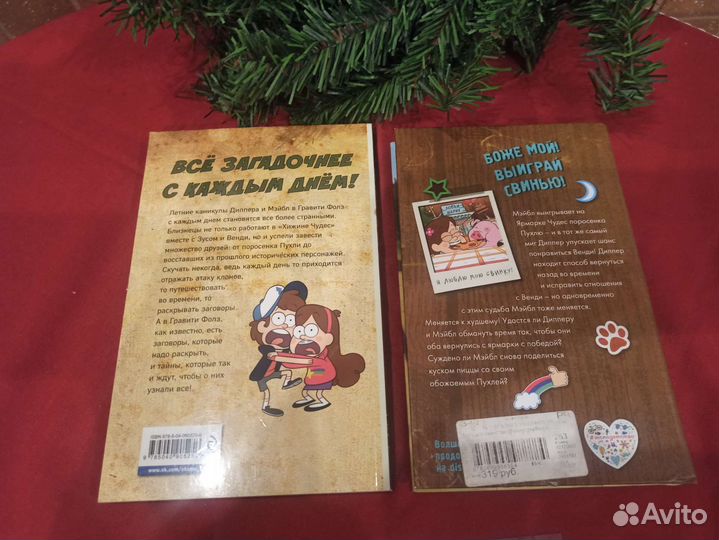 ВСЁ ЗАГАДОЧНЕЕ
С КАЖДЫМ ДНЁМ!
Летние каникулы Диппера и Мэйбл в Гравити Фолз
с каждым днем становятся все более странными.
Близнецы не только работают в «Хижине Чудес»
вместе с Зусом и Венди, но и успели завести
множество друзей: от поросенка Пухли до
восставших из прошлого исторических персонажей.
Скучать некогда, ведь каждый день то приходится
отражать атаку клонов,
то путешествовать
во времени, то
раскрывать заговоры.
А в Гравити Фолз,
как известно, есть
заговоры, которые
надо раскрыть,
и тайны, которые так
и ждут, чтобы о них
узнали все!
БОЖЕ МОЙ!
ВЫИГРАЙ
СВИНЬЮ!
Я ЛЮБЛЮ МОЮ СВИНКУ!
Мэйбл выигрывает на
Ярмарке Чудес поросенка
Пухлю – и в тот же самый
миг Диппер упускает шанс
понравиться Венди! Диппер
находит способ вернуться
назад во времени
и исправить отношения
с Венди – но одновременно
с этим судьба Мэйбл тоже меняется.
Меняется к худшему! Удастся ли Дипперу
и Мэйбл обмануть время так, чтобы они
оба вернулись с ярмарки с победой?
Суждено ли Мэйбл снова поделиться
куском пиццы со своим
обожаемым Пухлей?
Волш
продо
на dis
319 руб
Avito